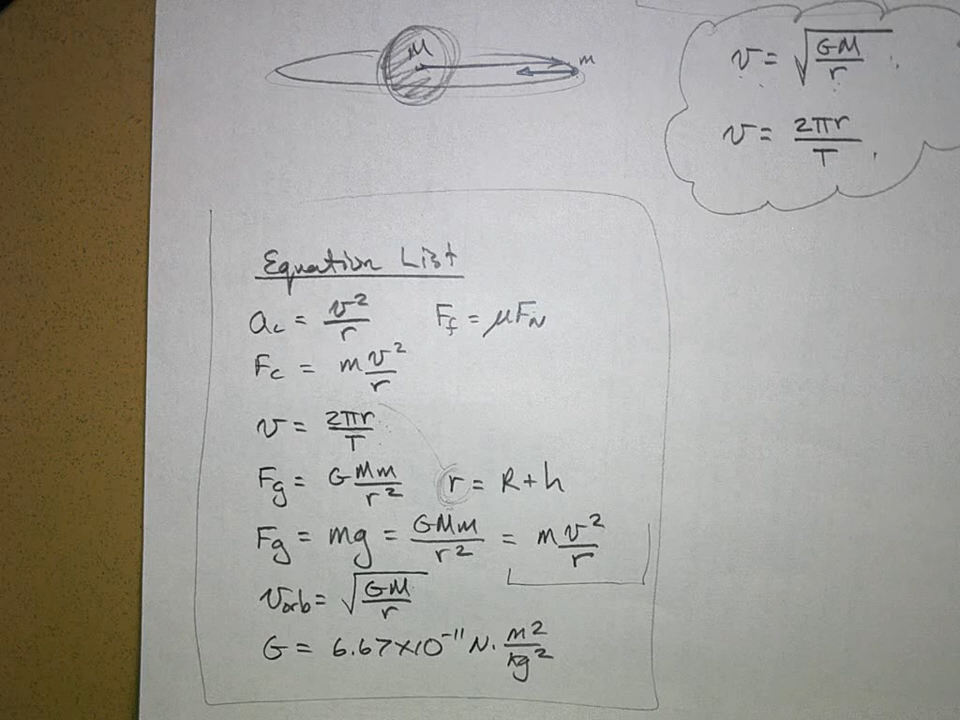 M m
v = √(GM/r) .
v = 2πr/T .
Equation List
a_c = v²/r F_f = μF_N
F_c = m v²/r
v = 2πr/T
F_g = G Mm/r² r = R + h
F_g = mg = GMm/r² = m v²/r
v_orb = √(GM/r)
G = 6.67×10⁻¹¹ N · m²/kg²